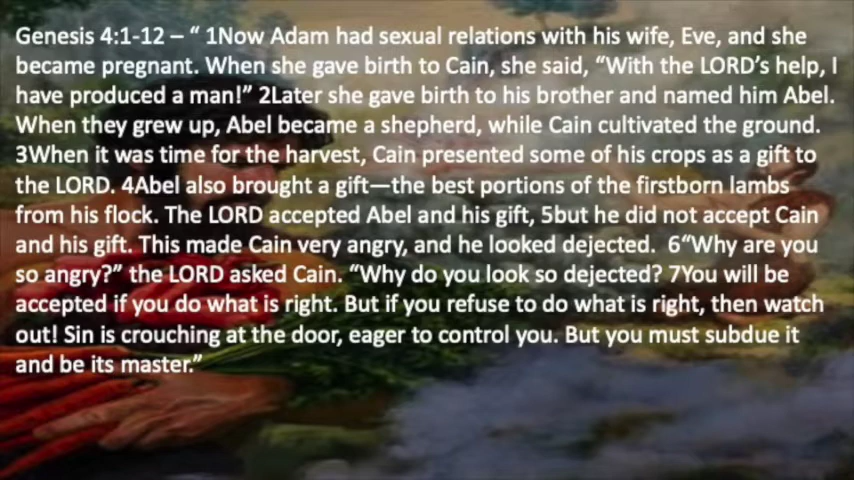 Genesis 4:1-12 – “ 1Now Adam had sexual relations with his wife, Eve, and she
became pregnant. When she gave birth to Cain, she said, “With the LORD’s help, I
have produced a man!” 2Later she gave birth to his brother and named him Abel.
When they grew up, Abel became a shepherd, while Cain cultivated the ground.
3When it was time for the harvest, Cain presented some of his crops as a gift to
the LORD. 4Abel also brought a gift—the best portions of the firstborn lambs
from his flock. The LORD accepted Abel and his gift, 5but he did not accept Cain
and his gift. This made Cain very angry, and he looked dejected.  6“Why are you
so angry?” the LORD asked Cain. “Why do you look so dejected? 7You will be
accepted if you do what is right. But if you refuse to do what is right, then watch
out! Sin is crouching at the door, eager to control you. But you must subdue it
and be its master.”